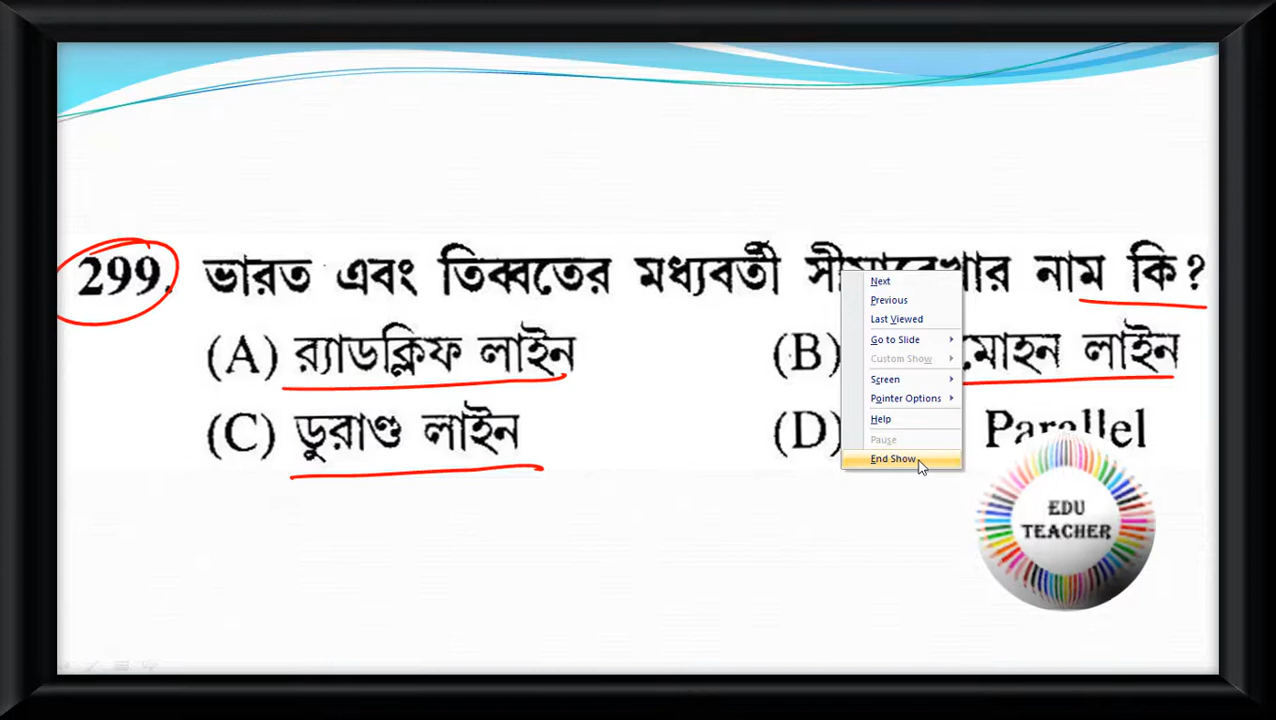 299. ভারত এবং তিব্বতের মধ্যবর্তী নাম কি?
(A) র‍্যাডক্লিফ লাইন
(B) লাইন
(C) ডুরাণ্ড লাইন
(D) Parallel
Next
Previous
Last Viewed
Go to Slide
Custom Show
Screen
Pointer Options
Help
Pause
End Show
EDU
TEACHER